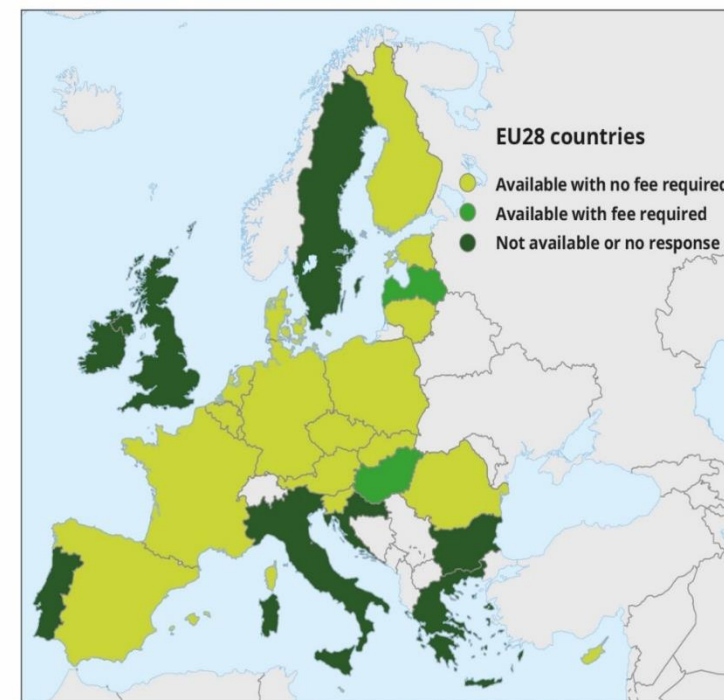 EU28 countries
Available with no fee required
Available with fee required
Not available or no response